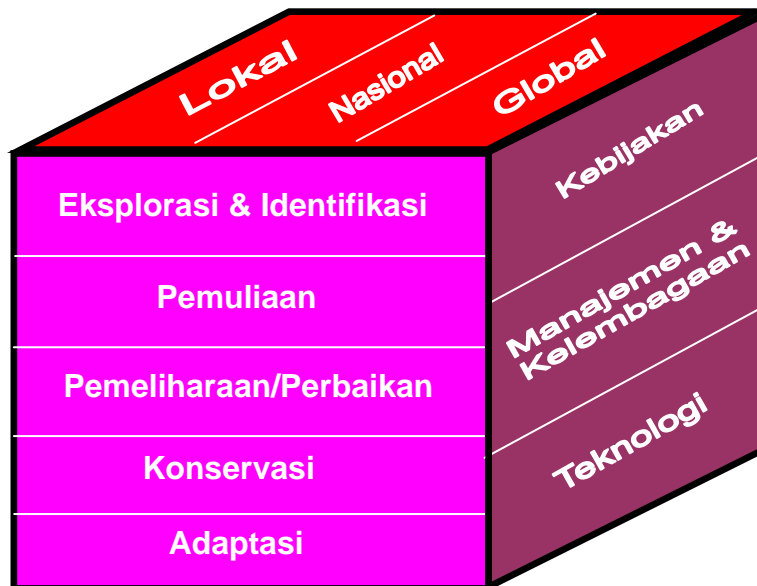 Lokal
Nasional
Global
Eksplorasi & Identifikasi
Pemuliaan
Pemeliharaan/Perbaikan
Konservasi
Adaptasi
Kebijakan
Manajemen &
Kelembagaan
Teknologi